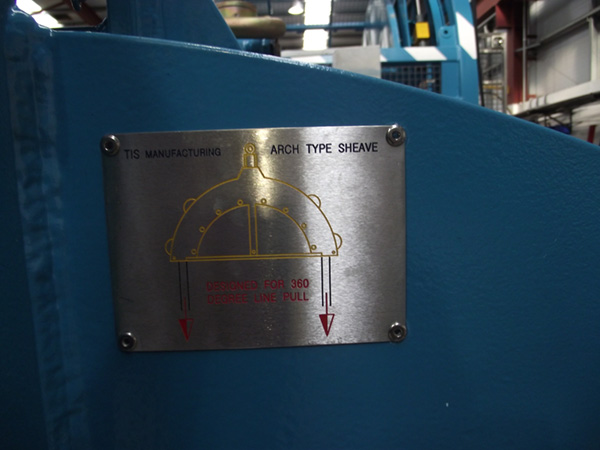 TIS MANUFACTURING
ARCH TYPE SHEAVE
DESIGNED FOR 360
DEGREE LINE PULL